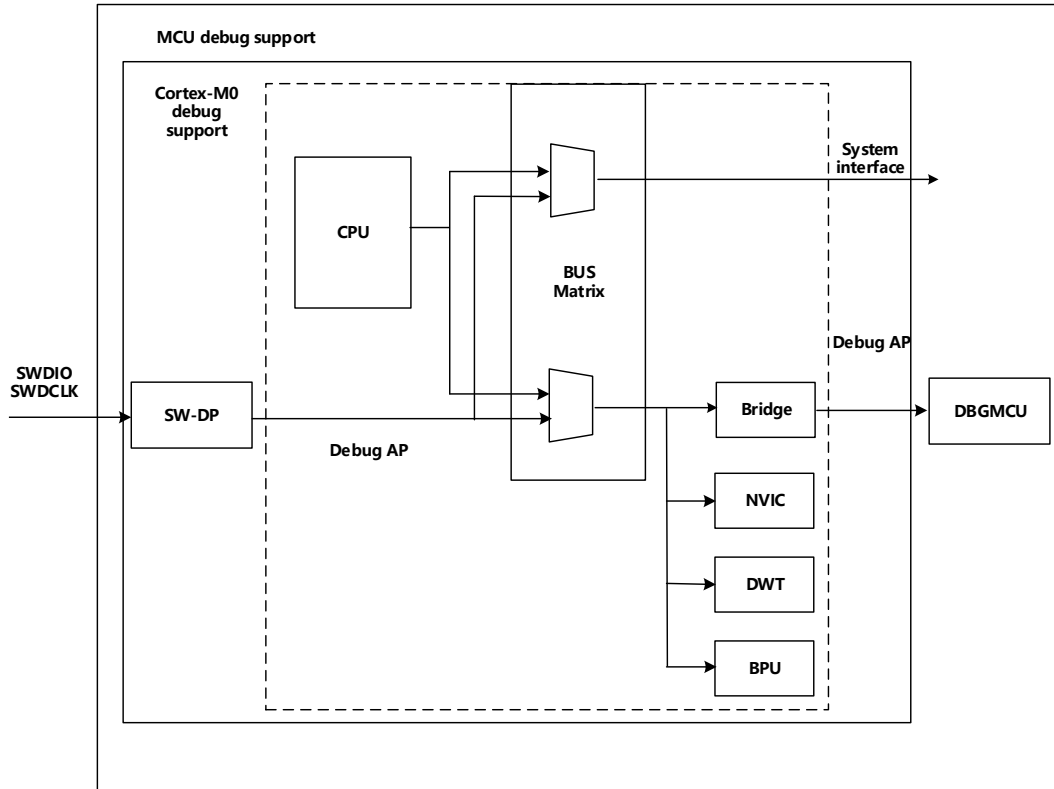 MCU debug support
Cortex-M0
debug
support
System
interface
CPU
BUS
Matrix
Debug AP
SWDIO
SWDCLK
SW-DP
Bridge
DBGMCU
Debug AP
NVIC
DWT
BPU